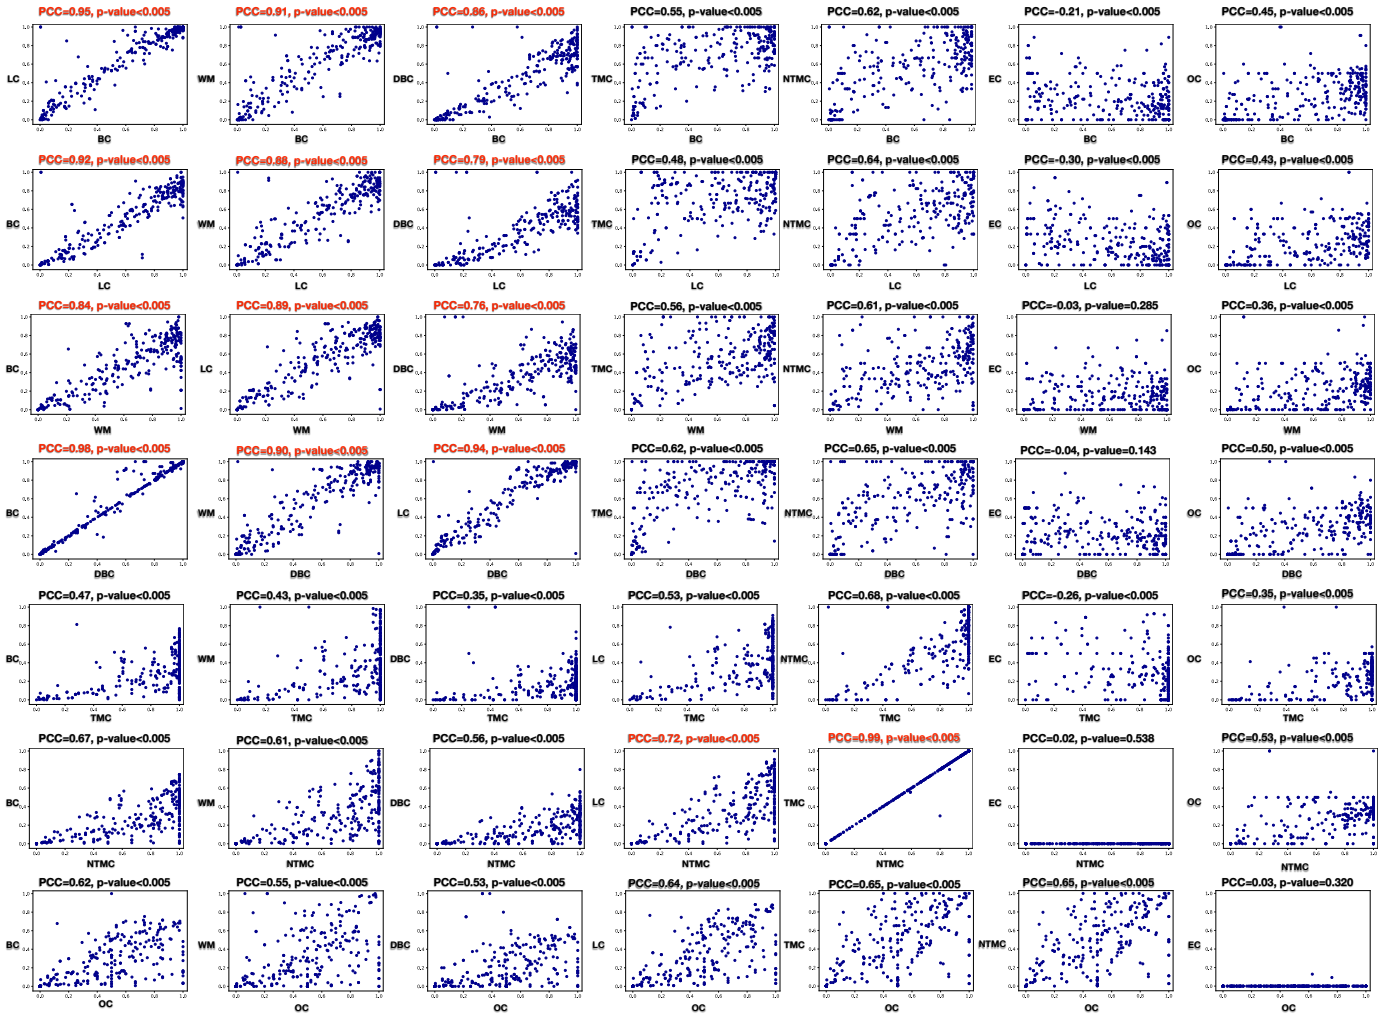 PCC=0.95, p-value<0.005 PCC=0.91, p-value<0.005 PCC=0.86, p-value<0.005 PCC=0.55, p-value<0.005 PCC=0.62, p-value<0.005 PCC=-0.21, p-value<0.005 PCC=0.45, p-value<0.005
LC WM DBC TMC NTMC EC OC
BC BC BC BC BC BC BC
PCC=0.92, p-value<0.005 PCC=0.88, p-value<0.005 PCC=0.79, p-value<0.005 PCC=0.48, p-value<0.005 PCC=0.64, p-value<0.005 PCC=-0.30, p-value<0.005 PCC=0.43, p-value<0.005
BC WM DBC TMC NTMC EC OC
LC LC LC LC LC LC LC
PCC=0.84, p-value<0.005 PCC=0.89, p-value<0.005 PCC=0.76, p-value<0.005 PCC=0.56, p-value<0.005 PCC=0.61, p-value<0.005 PCC=-0.03, p-value=0.285 PCC=0.36, p-value<0.005
BC LC DBC TMC NTMC EC OC
WM WM WM WM WM WM WM
PCC=0.98, p-value<0.005 PCC=0.90, p-value<0.005 PCC=0.94, p-value<0.005 PCC=0.62, p-value<0.005 PCC=0.65, p-value<0.005 PCC=-0.04, p-value=0.143 PCC=0.50, p-value<0.005
BC WM LC TMC NTMC EC OC
DBC DBC DBC DBC DBC DBC DBC
PCC=0.47, p-value<0.005 PCC=0.43, p-value<0.005 PCC=0.35, p-value<0.005 PCC=0.53, p-value<0.005 PCC=0.68, p-value<0.005 PCC=-0.26, p-value<0.005 PCC=0.35, p-value<0.005
BC WM DBC LC NTMC EC OC
TMC TMC TMC TMC TMC TMC TMC
PCC=0.67, p-value<0.005 PCC=0.61, p-value<0.005 PCC=0.56, p-value<0.005 PCC=0.72, p-value<0.005 PCC=0.99, p-value<0.005 PCC=0.02, p-value=0.538 PCC=0.53, p-value<0.005
BC WM DBC LC TMC EC OC
NTMC NTMC NTMC NTMC NTMC NTMC NTMC
PCC=0.62, p-value<0.005 PCC=0.55, p-value<0.005 PCC=0.53, p-value<0.005 PCC=0.64, p-value<0.005 PCC=0.65, p-value<0.005 PCC=0.65, p-value<0.005 PCC=0.03, p-value=0.320
BC WM DBC LC TMC NTMC EC
OC OC OC OC OC OC OC